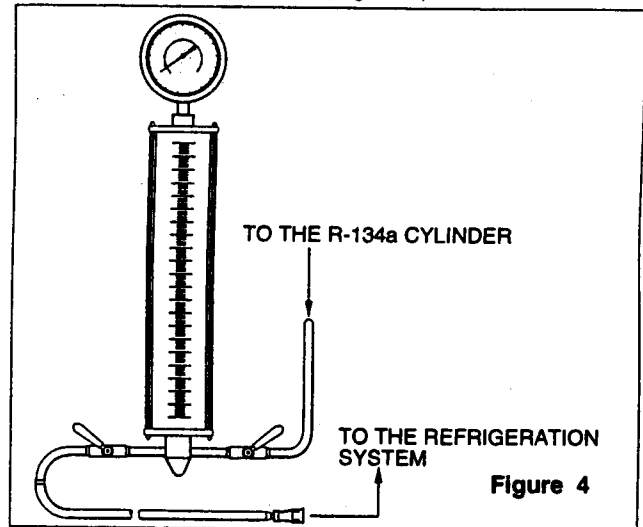 TO THE R-134a CYLINDER
TO THE REFRIGERATION
SYSTEM
Figure 4